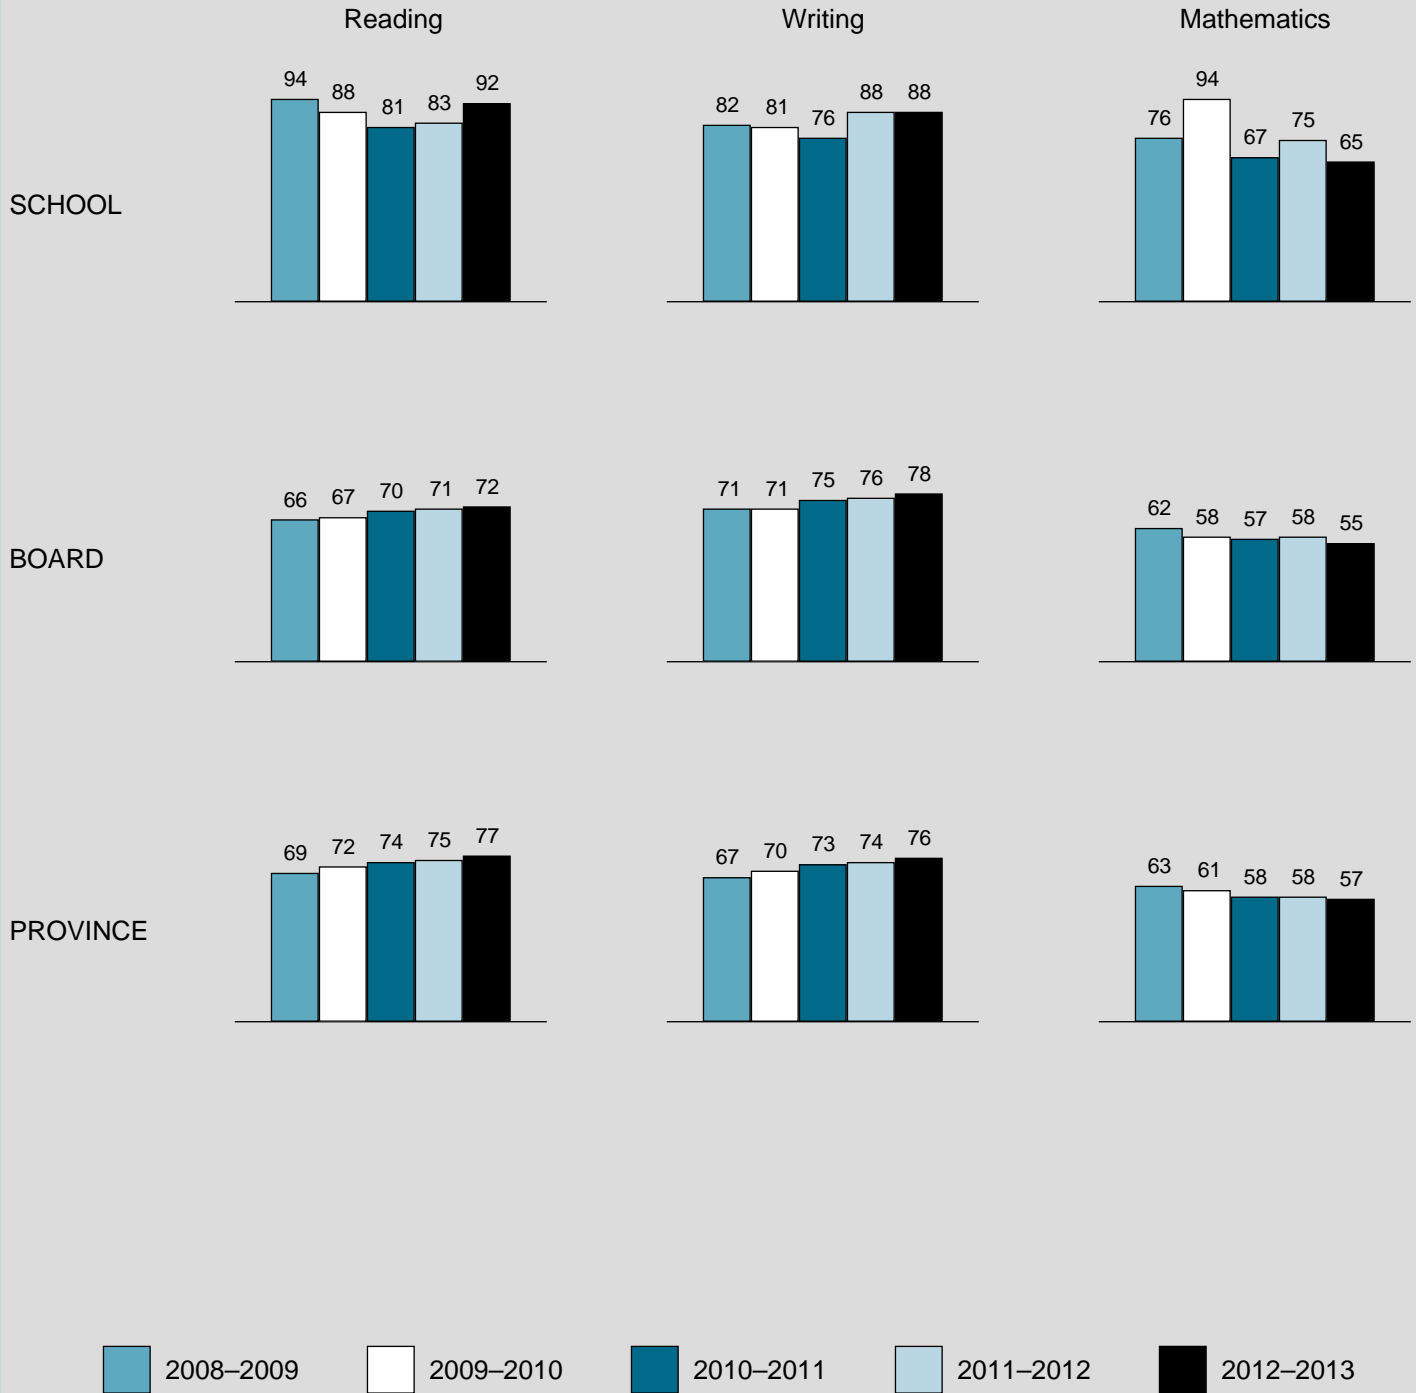 Reading Writing Mathematics
94 88 81 83 92 82 81 76 88 88 76 94 67 75 65
SCHOOL
66 67 70 71 72 71 71 75 76 78 62 58 57 58 55
BOARD
69 72 74 75 77 67 70 73 74 76 63 61 58 58 57
PROVINCE
2008–2009 2009–2010 2010–2011 2011–2012 2012–2013